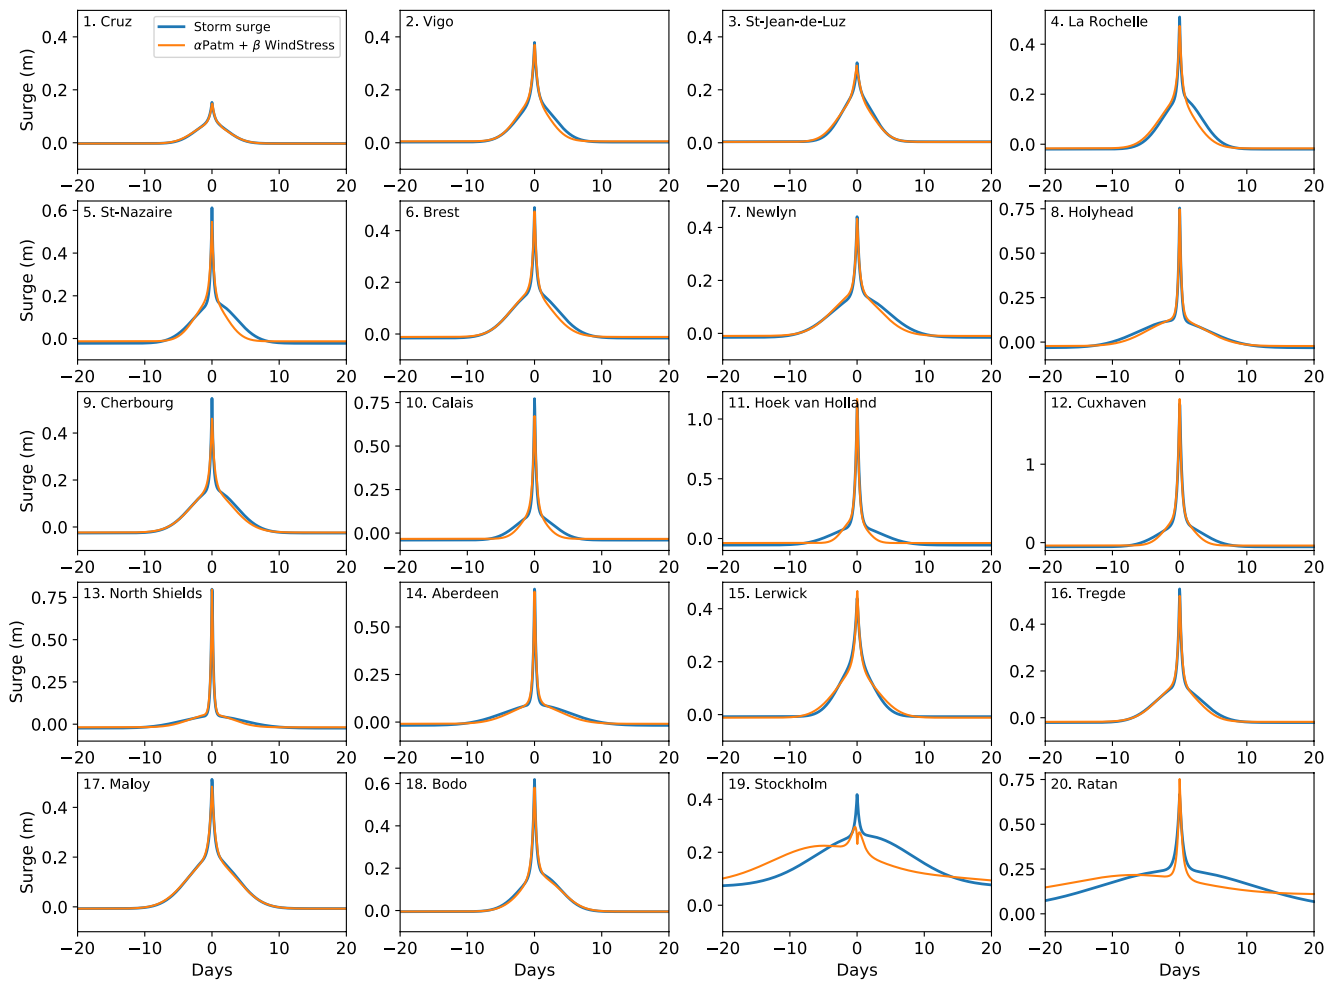 1. Cruz
Storm surge
αPatm + β WindStress
Surge (m)
0.4
0.2
0.0
−20 −10 0 10 20
2. Vigo
0.4
0.2
0.0
−20 −10 0 10 20
3. St-Jean-de-Luz
0.4
0.2
0.0
−20 −10 0 10 20
4. La Rochelle
0.4
0.2
0.0
−20 −10 0 10 20
5. St-Nazaire
Surge (m)
0.6
0.4
0.2
0.0
−20 −10 0 10 20
6. Brest
0.4
0.2
0.0
−20 −10 0 10 20
7. Newlyn
0.4
0.2
0.0
−20 −10 0 10 20
8. Holyhead
0.75
0.50
0.25
0.00
−20 −10 0 10 20
9. Cherbourg
Surge (m)
0.4
0.2
0.0
−20 −10 0 10 20
10. Calais
0.75
0.50
0.25
0.00
−20 −10 0 10 20
11. Hoek van Holland
1.0
0.5
0.0
−20 −10 0 10 20
12. Cuxhaven
1
0
−20 −10 0 10 20
13. North Shields
Surge (m)
0.75
0.50
0.25
0.00
−20 −10 0 10 20
14. Aberdeen
0.50
0.25
0.00
−20 −10 0 10 20
15. Lerwick
0.4
0.2
0.0
−20 −10 0 10 20
16. Tregde
0.4
0.2
0.0
−20 −10 0 10 20
17. Maloy
Surge (m)
0.4
0.2
0.0
−20 −10 0 10 20
Days
18. Bodo
0.6
0.4
0.2
0.0
−20 −10 0 10 20
Days
19. Stockholm
0.4
0.2
0.0
−20 −10 0 10 20
Days
20. Ratan
0.75
0.50
0.25
0.00
−20 −10 0 10 20
Days